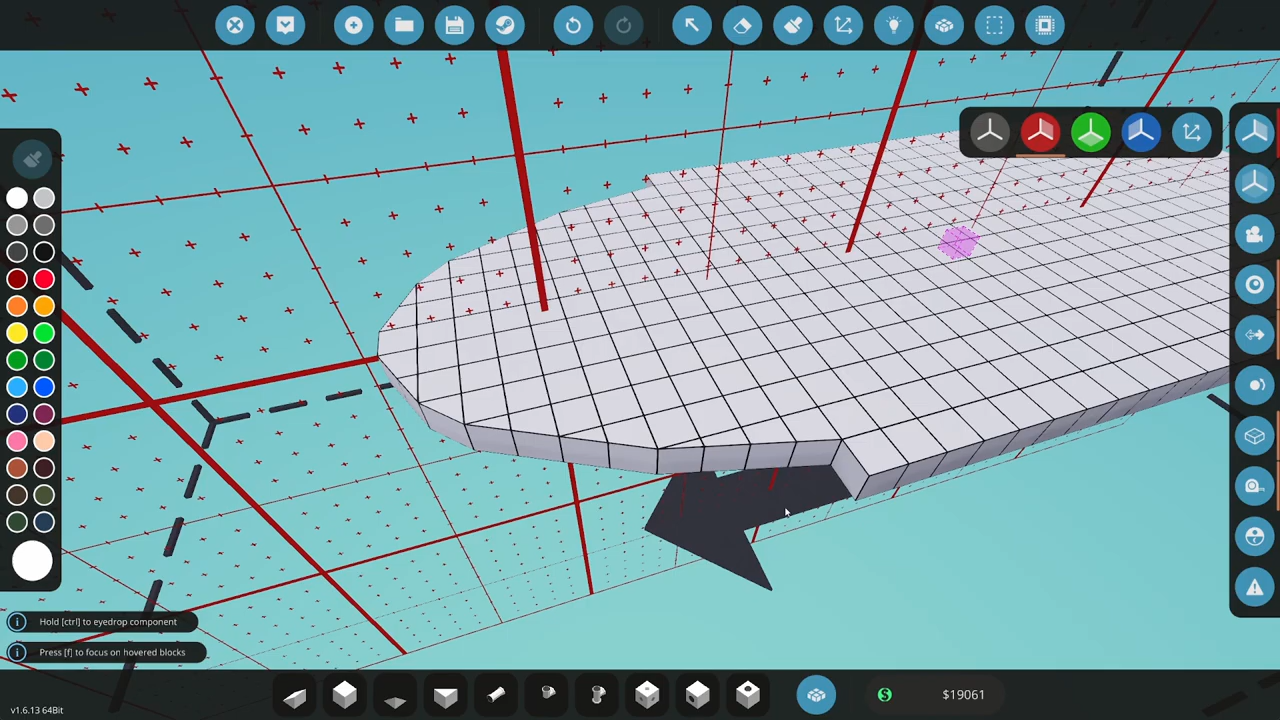 Hold [ctrl] to eyedrop component
Press [f] to focus on hovered blocks
$
$19061
v1.6.13 64Bit